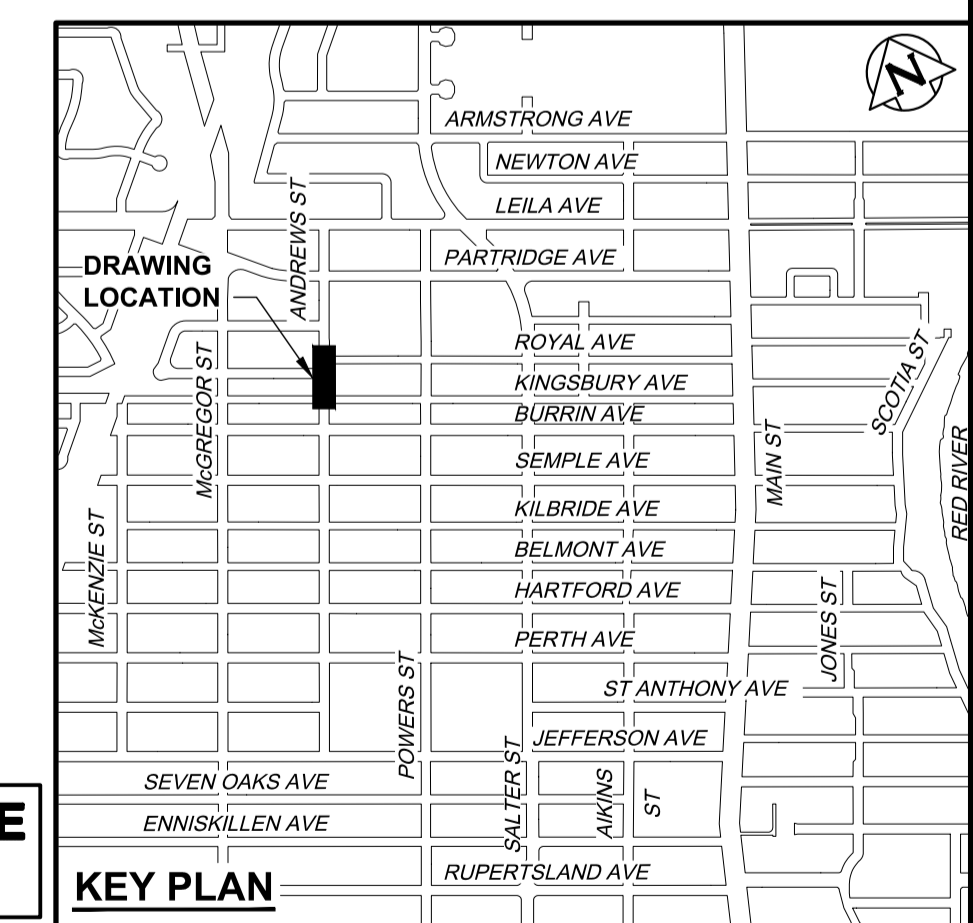 N
ARMSTRONG AVE
NEWTON AVE
LEILA AVE
ANDREWS ST
PARTRIDGE AVE
DRAWING
LOCATION
ROYAL AVE
McGREGOR ST
KINGSBURY AVE
SCOTIA ST
BURRIN AVE
MAIN ST
SEMPLE AVE
RED RIVER
KILBRIDE AVE
McKENZIE ST
BELMONT AVE
HARTFORD AVE
JONES ST
PERTH AVE
POWERS ST
ST ANTHONY AVE
JEFFERSON AVE
SEVEN OAKS AVE
SALTER ST
AIKINS
ST
E
ENNISKILLEN AVE
RUPERTSLAND AVE
KEY PLAN